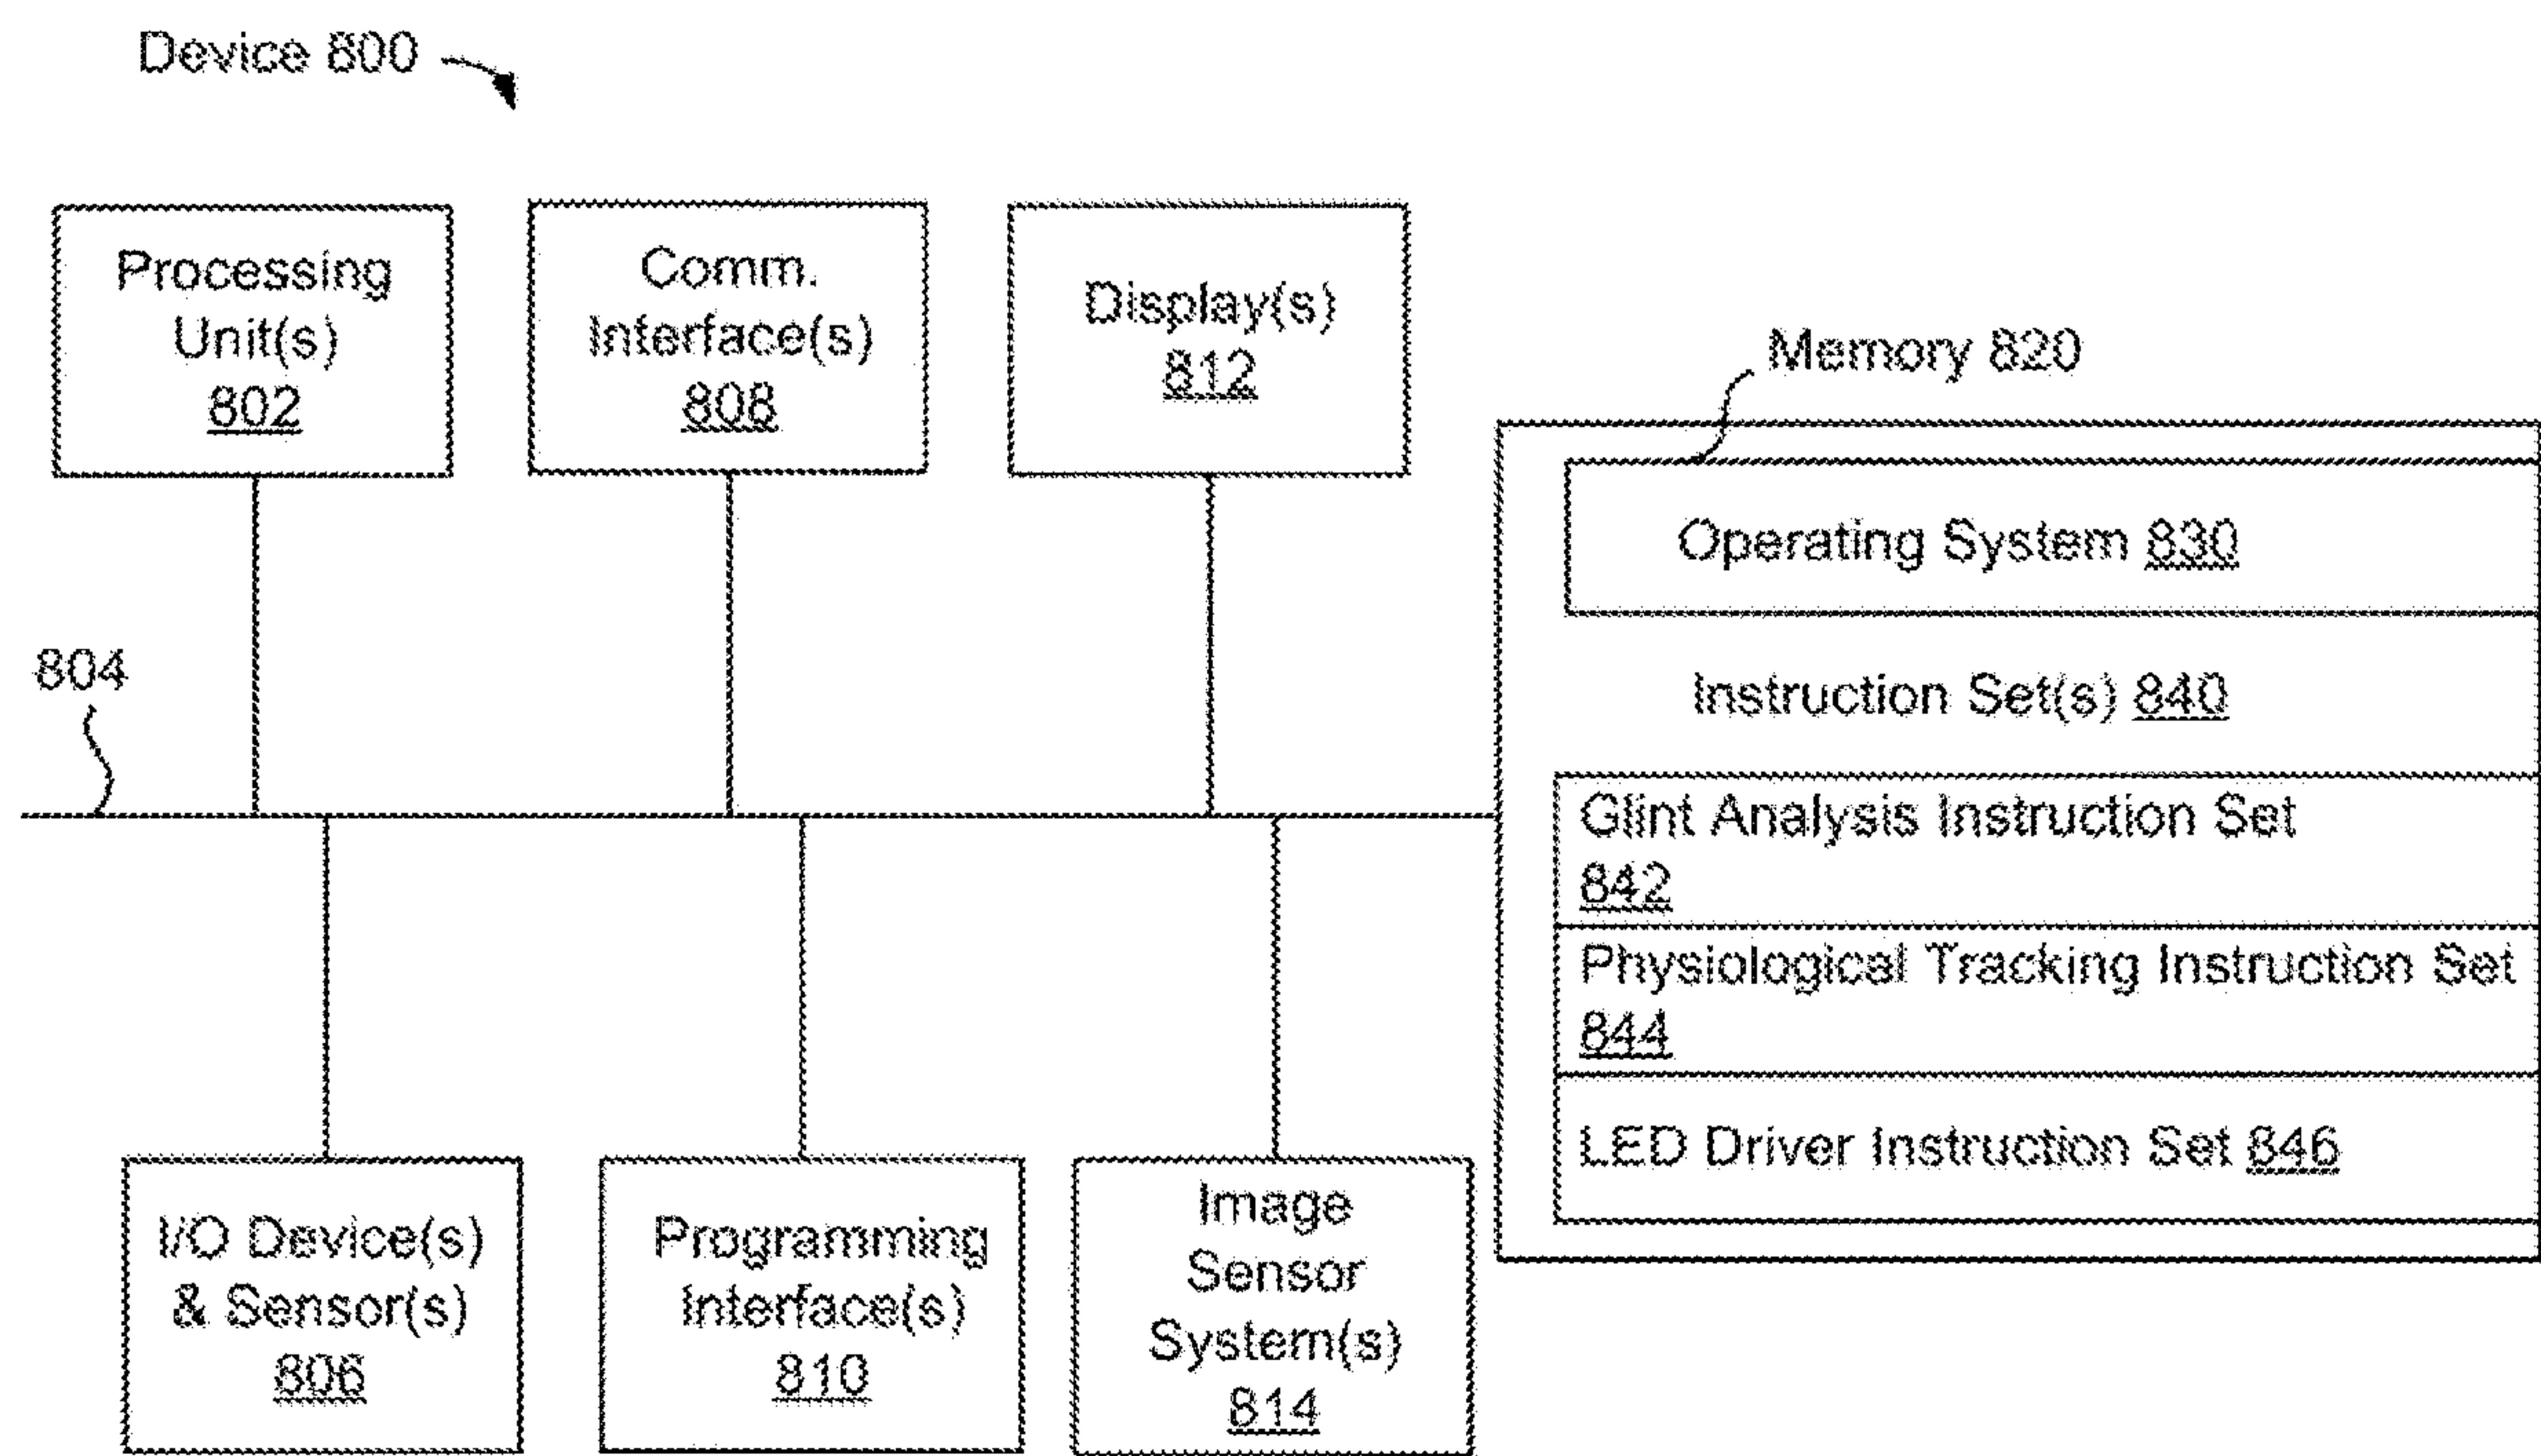 Device 800
Processing
Unit(s)
802
Comm.
Interface(s)
808
Display(s)
812
Memory 820
Operating System 830
Instruction Set(s) 840
804
Glint Analysis Instruction Set
842
Physiological Tracking Instruction Set
844
LED Driver Instruction Set 846
I/O Device(s)
& Sensor(s)
806
Programming
Interface(s)
810
Image
Sensor
System(s)
814